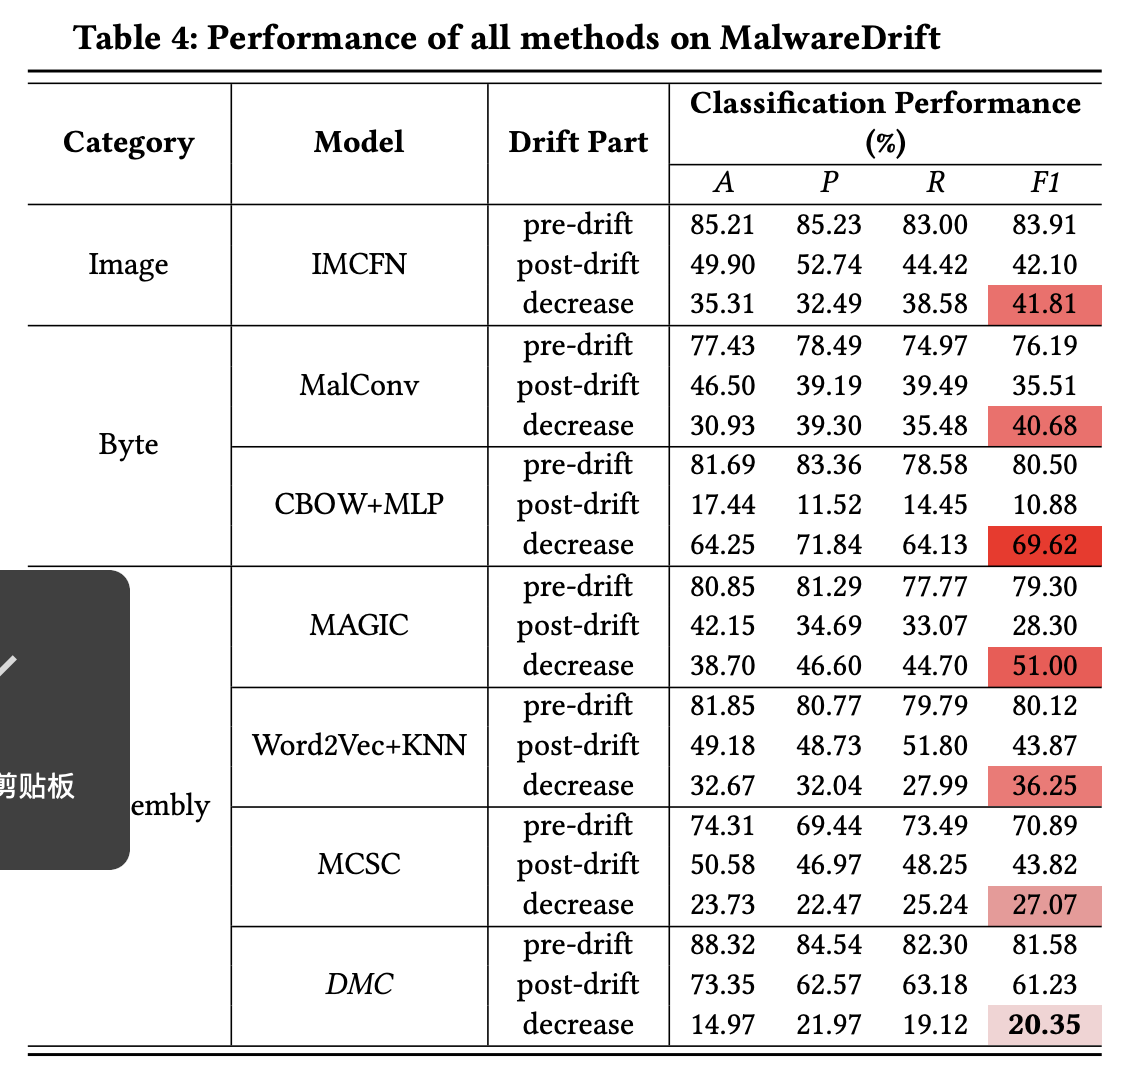 Table 4: Performance of all methods on MalwareDrift
Category Model Drift Part Classification Performance
(%)
A P R F1
pre-drift 85.21 85.23 83.00 83.91
Image IMCFN post-drift 49.90 52.74 44.42 42.10
decrease 35.31 32.49 38.58 41.81
pre-drift 77.43 78.49 74.97 76.19
MalConv post-drift 46.50 39.19 39.49 35.51
decrease 30.93 39.30 35.48 40.68
Byte
pre-drift 81.69 83.36 78.58 80.50
CBOW+MLP post-drift 17.44 11.52 14.45 10.88
decrease 64.25 71.84 64.13 69.62
pre-drift 80.85 81.29 77.77 79.30
MAGIC post-drift 42.15 34.69 33.07 28.30
decrease 38.70 46.60 44.70 51.00
pre-drift 81.85 80.77 79.79 80.12
Word2Vec+KNN post-drift 49.18 48.73 51.80 43.87
decrease 32.67 32.04 27.99 36.25
剪贴板
embly
pre-drift 74.31 69.44 73.49 70.89
MCSC post-drift 50.58 46.97 48.25 43.82
decrease 23.73 22.47 25.24 27.07
pre-drift 88.32 84.54 82.30 81.58
DMC post-drift 73.35 62.57 63.18 61.23
decrease 14.97 21.97 19.12 20.35